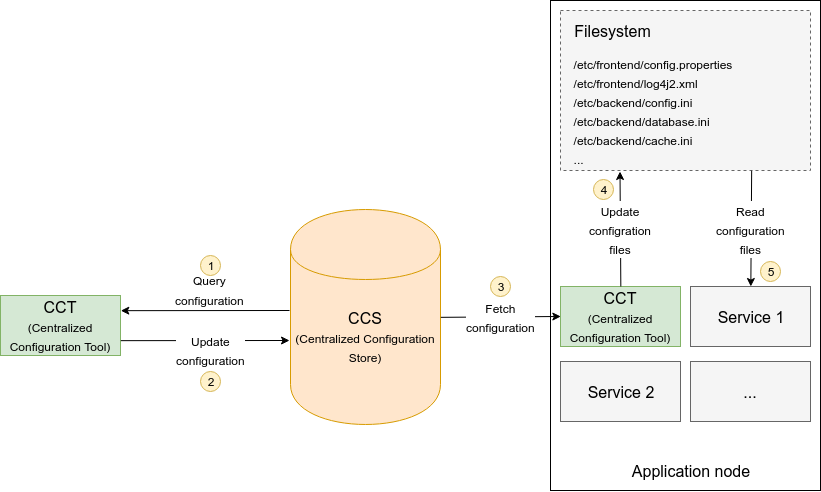 Filesystem
/etc/frontend/config.properties
/etc/frontend/log4j2.xml
/etc/backend/config.ini
/etc/backend/database.ini
/etc/backend/cache.ini
...
4
Update
configration
files
Read
configuration
files
5
1
Query
configuration
CCT
(Centralized
Configuration Tool)
Update
configuration
2
CCS
(Centralized Configuration
Store)
3
Fetch
configuration
CCT
(Centralized
Configuration Tool)
Service 1
Service 2
...
Application node